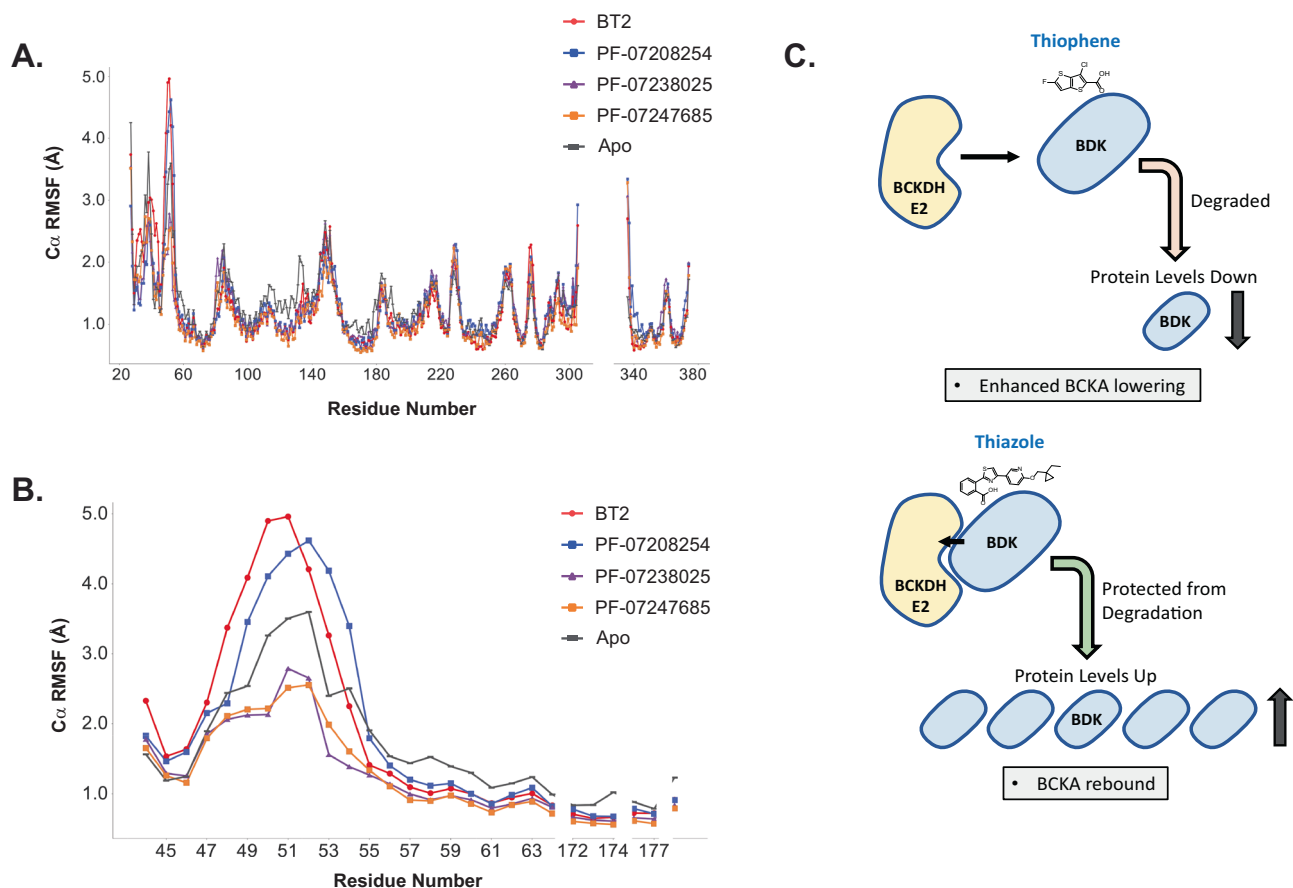 A.
BT2
PF-07208254
PF-07238025
PF-07247685
Apo
5.0
4.0
3.0
2.0
1.0
Cα RMSF (Å)
20 60 100 140 180 220 260 300 340 380
Residue Number
B.
BT2
PF-07208254
PF-07238025
PF-07247685
Apo
5.0
4.0
3.0
2.0
1.0
Cα RMSF (Å)
45 47 49 51 53 55 57 59 61 63 172 174 177
Residue Number
C.
Thiophene
Cl
S
OH
F
S
O
BDK
BCKDH
E2
Degraded
Protein Levels Down
BDK
• Enhanced BCKA lowering
Thiazole
S
N
N
O
OH
O
BDK
BCKDH
E2
Protected from
Degradation
Protein Levels Up
BDK
• BCKA rebound